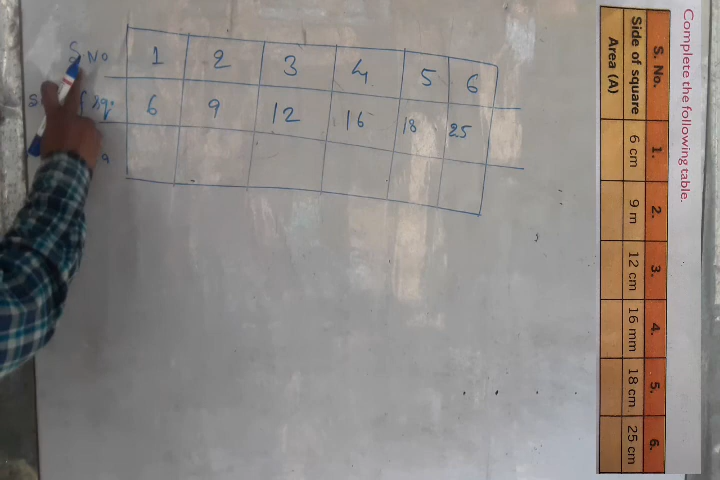 S. No 1 2 3 4 5 6
f sq. 6 9 12 16 18 25
a
Complete the following table.
S. No. 1. 2. 3. 4. 5. 6.
Side of square 6 cm 9 m 12 cm 16 mm 18 cm 25 cm
Area (A)